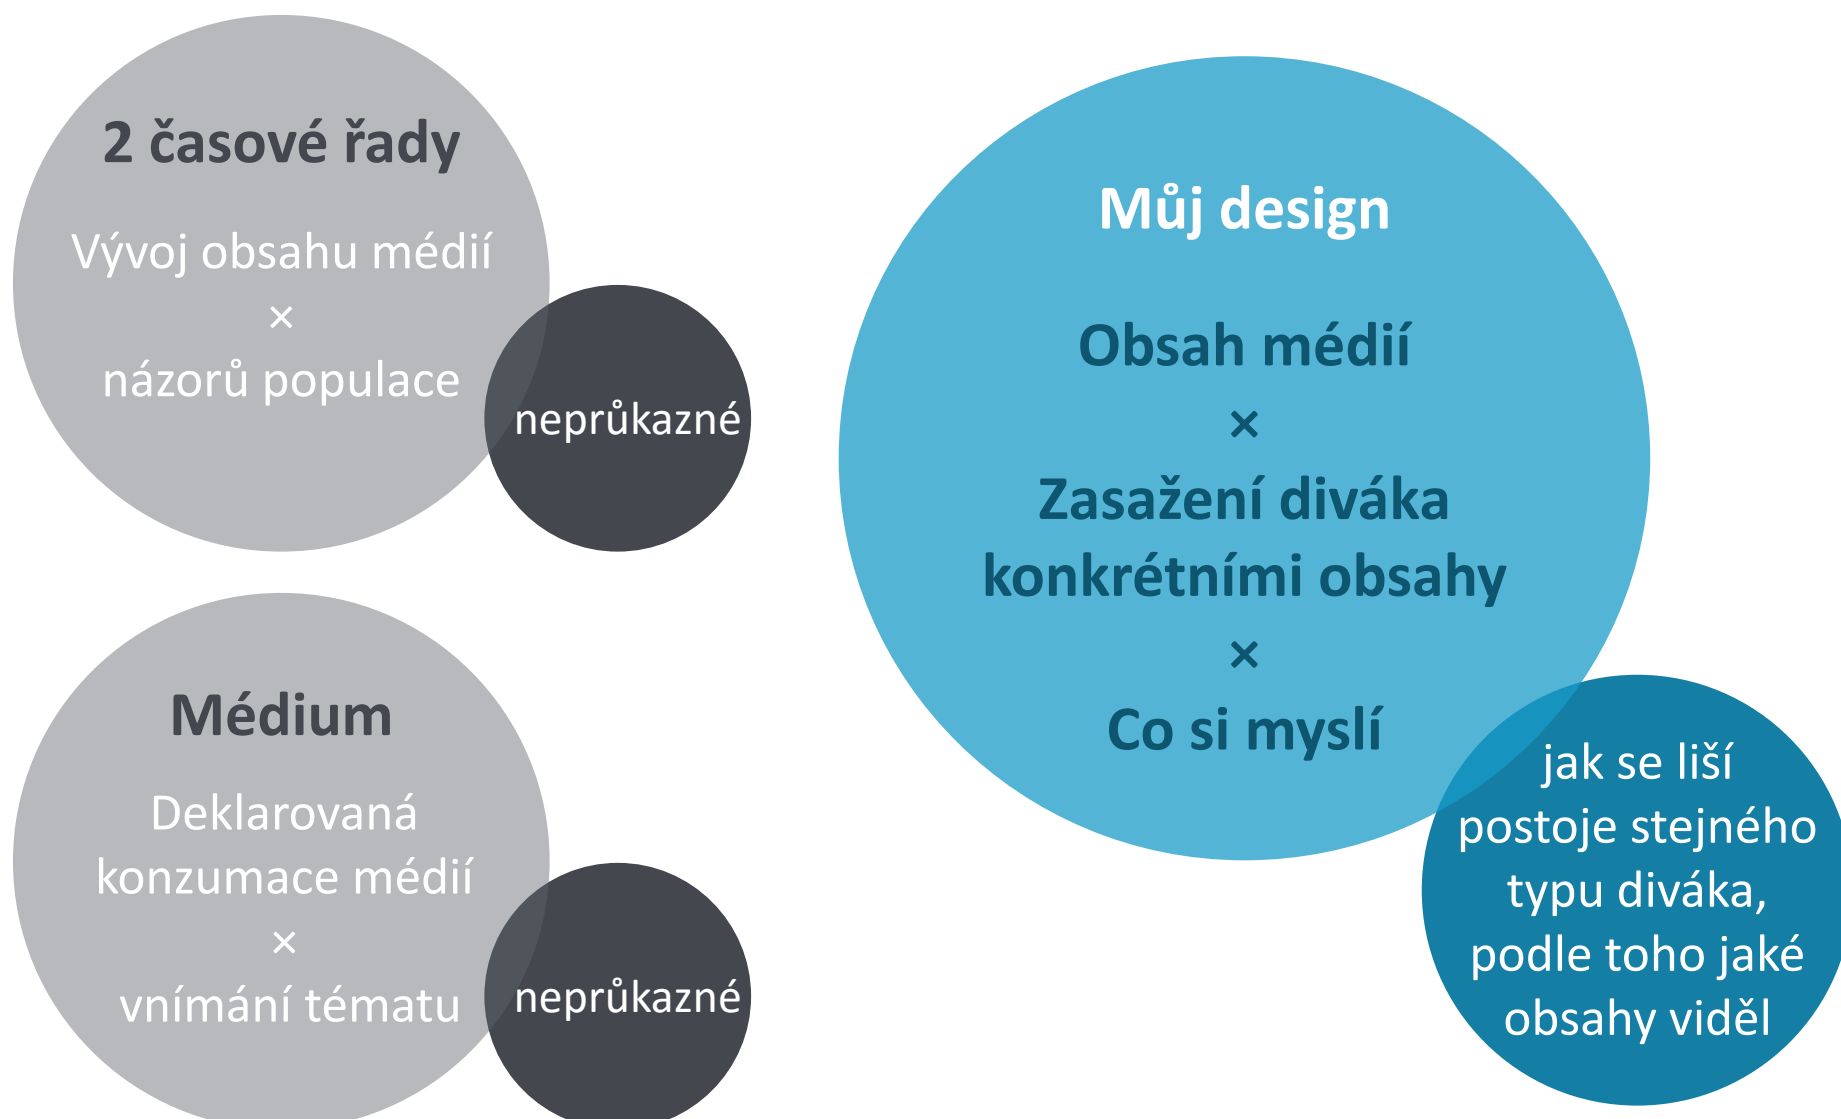 2 časové řady
Vývoj obsahu médií
×
názorů populace
neprůkazné
Médium
Deklarovaná
konzumace médií
×
vnímání tématu
neprůkazné
Můj design
Obsah médií
×
Zasažení diváka
konkrétními obsahy
×
Co si myslí
jak se liší
postoje stejného
typu diváka,
podle toho jaké
obsahy viděl